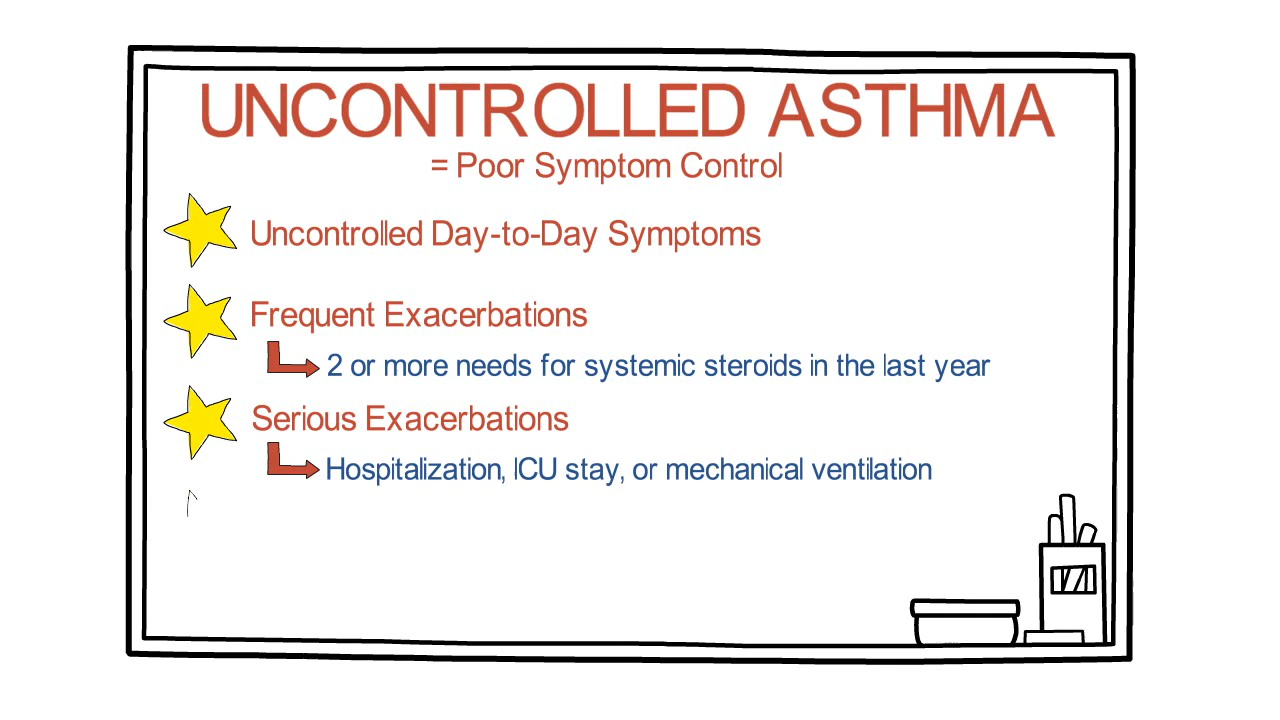 UNCONTROLLED ASTHMA
= Poor Symptom Control
Uncontrolled Day-to-Day Symptoms
Frequent Exacerbations
2 or more needs for systemic steroids in the last year
Serious Exacerbations
Hospitalization, ICU stay, or mechanical ventilation